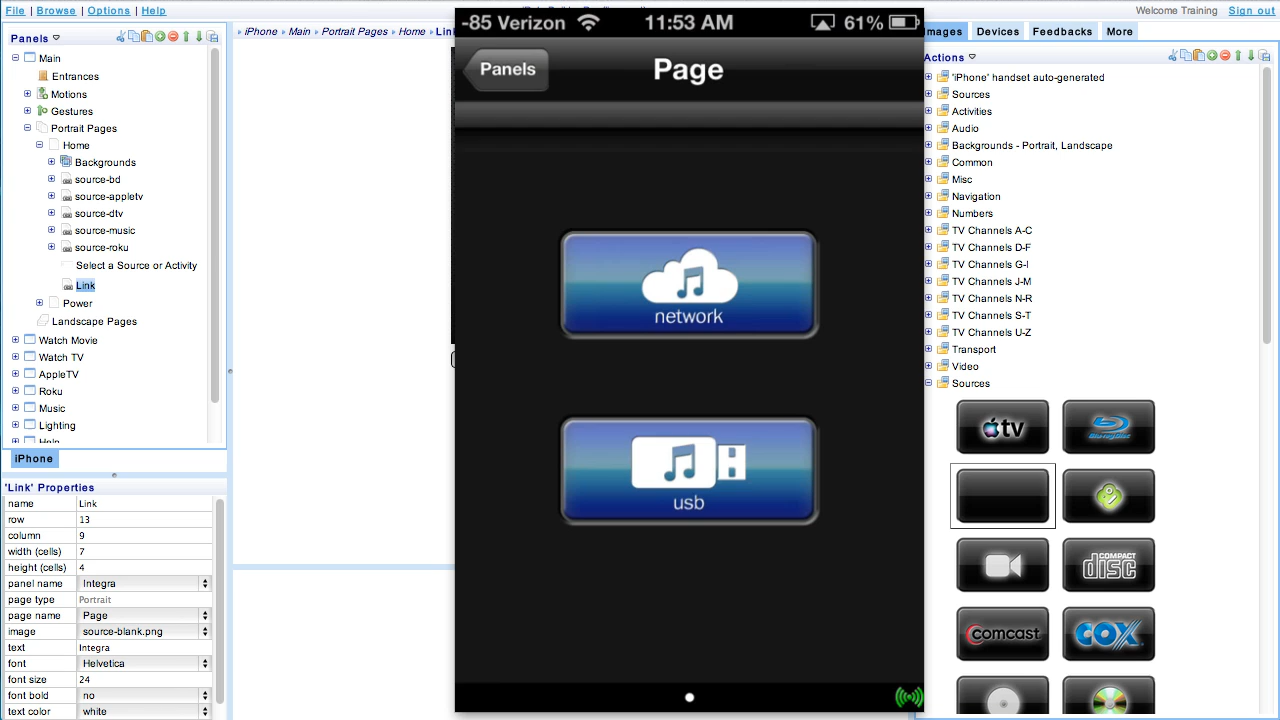 File | Browse | Options | Help
Welcome Training Sign out
Panels
Main
Entrances
Motions
Gestures
Portrait Pages
Home
Backgrounds
source-bd
source-appletv
source-dtv
source-music
source-roku
Select a Source or Activity
Link
Power
Landscape Pages
Watch Movie
Watch TV
AppleTV
Roku
Music
Lighting
iPhone
'Link' Properties
name Link
row 13
column 9
width (cells) 7
height (cells) 4
panel name Integra
page type Portrait
page name Page
image source-blank.png
text Integra
font Helvetica
font size 24
font bold no
text color white
iPhone Main Portrait Pages Home
-85 Verizon 11:53 AM 61%
Panels Page
network
usb
Devices Feedbacks More
Actions
'iPhone' handset auto-generated
Sources
Activities
Audio
Backgrounds - Portrait, Landscape
Common
Misc
Navigation
Numbers
TV Channels A-C
TV Channels D-F
TV Channels G-I
TV Channels J-M
TV Channels N-R
TV Channels S-T
TV Channels U-Z
Transport
Video
Sources
tv Blu-ray Disc
COMPACT disc
comcast COX